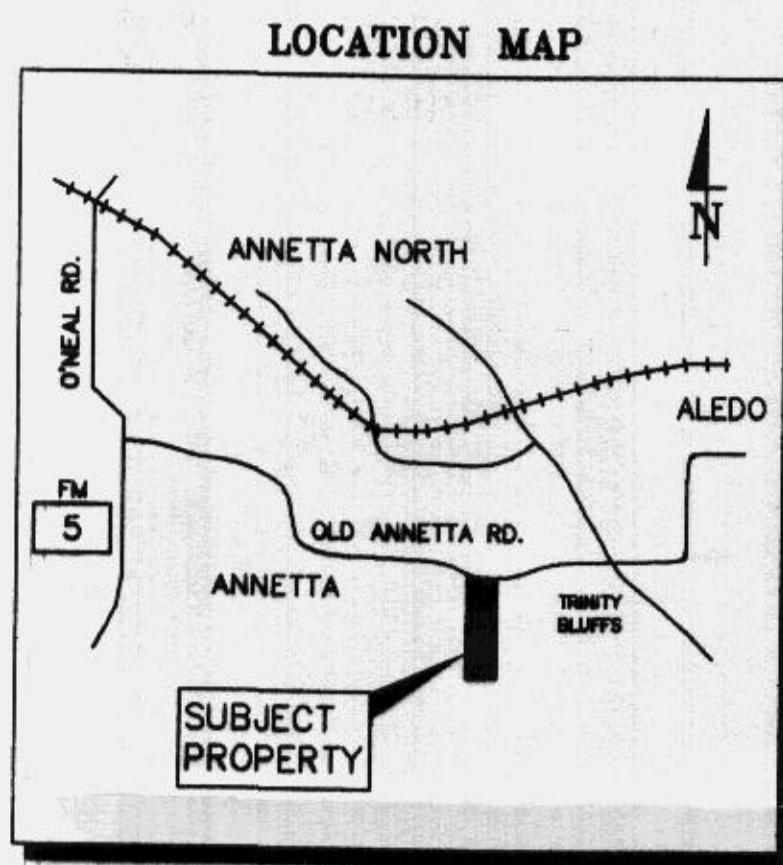 LOCATION MAP
N
ANNETTA NORTH
O'NEAL RD.
ALEDO
FM
5
OLD ANNETTA RD.
ANNETTA
TRINITY
BLUFFS
SUBJECT
PROPERTY